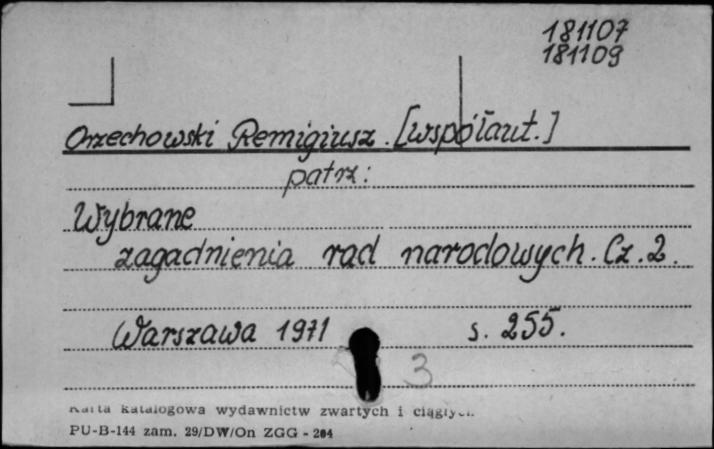 181107
181109
Orzechowski Remigiusz. [współaut.]
patrz:
Wybrane
zagadnienia rad narodowych. Cz. 2.
Warszawa 1971 s. 255.
3
Karta katalogowa wydawnictw zwartych i ciągłych
PU-B-144 zam. 29/DW/On ZGG - 204